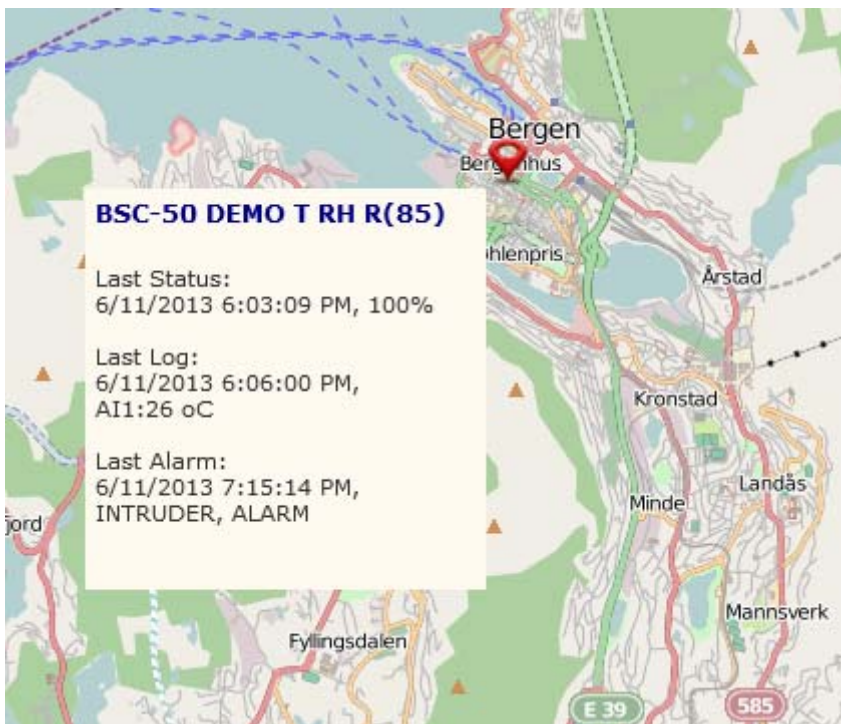 Bergen
BSC-50 DEMO T RH R(85)
Last Status:
6/11/2013 6:03:09 PM, 100%
Last Log:
6/11/2013 6:06:00 PM,
AI1:26 oC
Last Alarm:
6/11/2013 7:15:14 PM,
INTRUDER, ALARM
Årstad
Kronstad
Landås
Minde
jord
Mannsverk
Fyllingsdalen
E 39
585